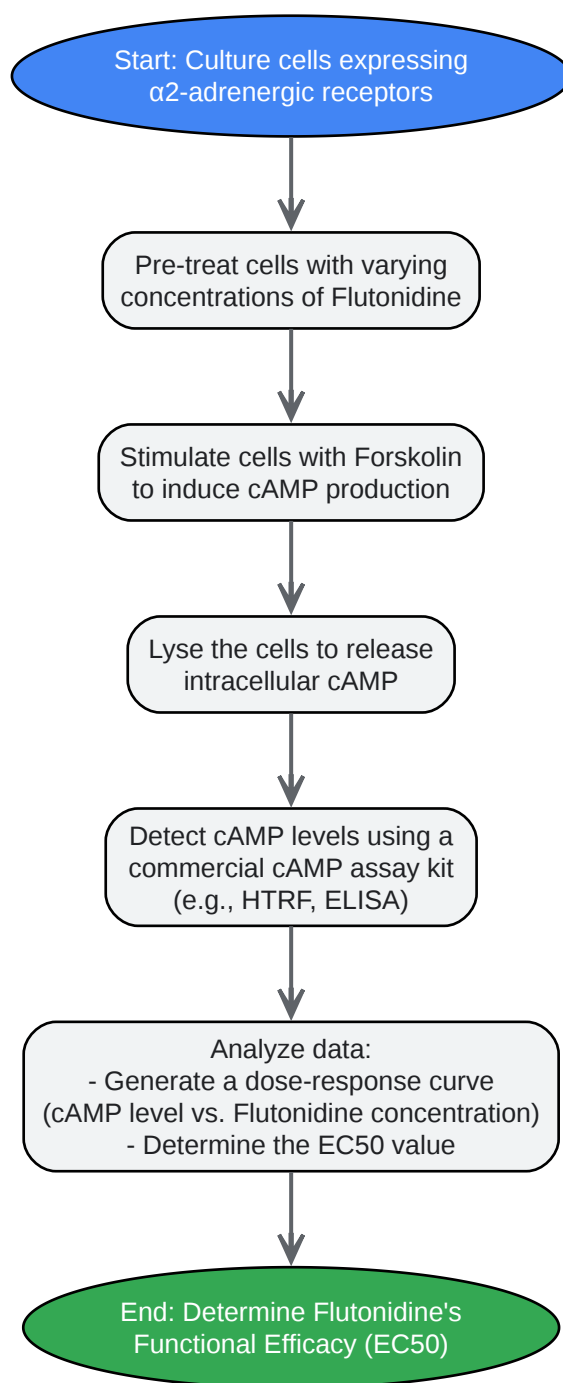 Start: Culture cells expressing
α2-adrenergic receptors
Pre-treat cells with varying
concentrations of Flutonidine
Stimulate cells with Forskolin
to induce cAMP production
Lyse the cells to release
intracellular cAMP
Detect cAMP levels using a
commercial cAMP assay kit
(e.g., HTRF, ELISA)
Analyze data:
- Generate a dose-response curve
(cAMP level vs. Flutonidine concentration)
- Determine the EC50 value
End: Determine Flutonidine's
Functional Efficacy (EC50)